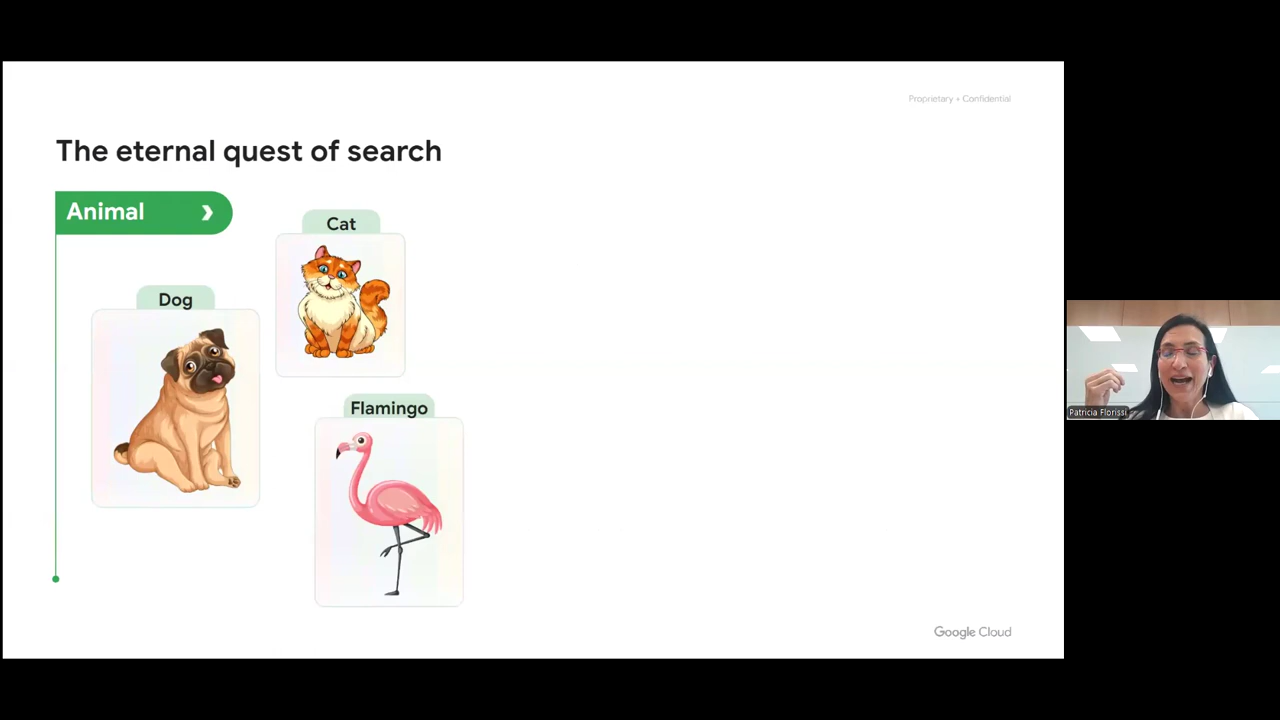 Proprietary + Confidential
The eternal quest of search
Animal
Cat
Dog
Flamingo
Patricia Florissi
Google Cloud